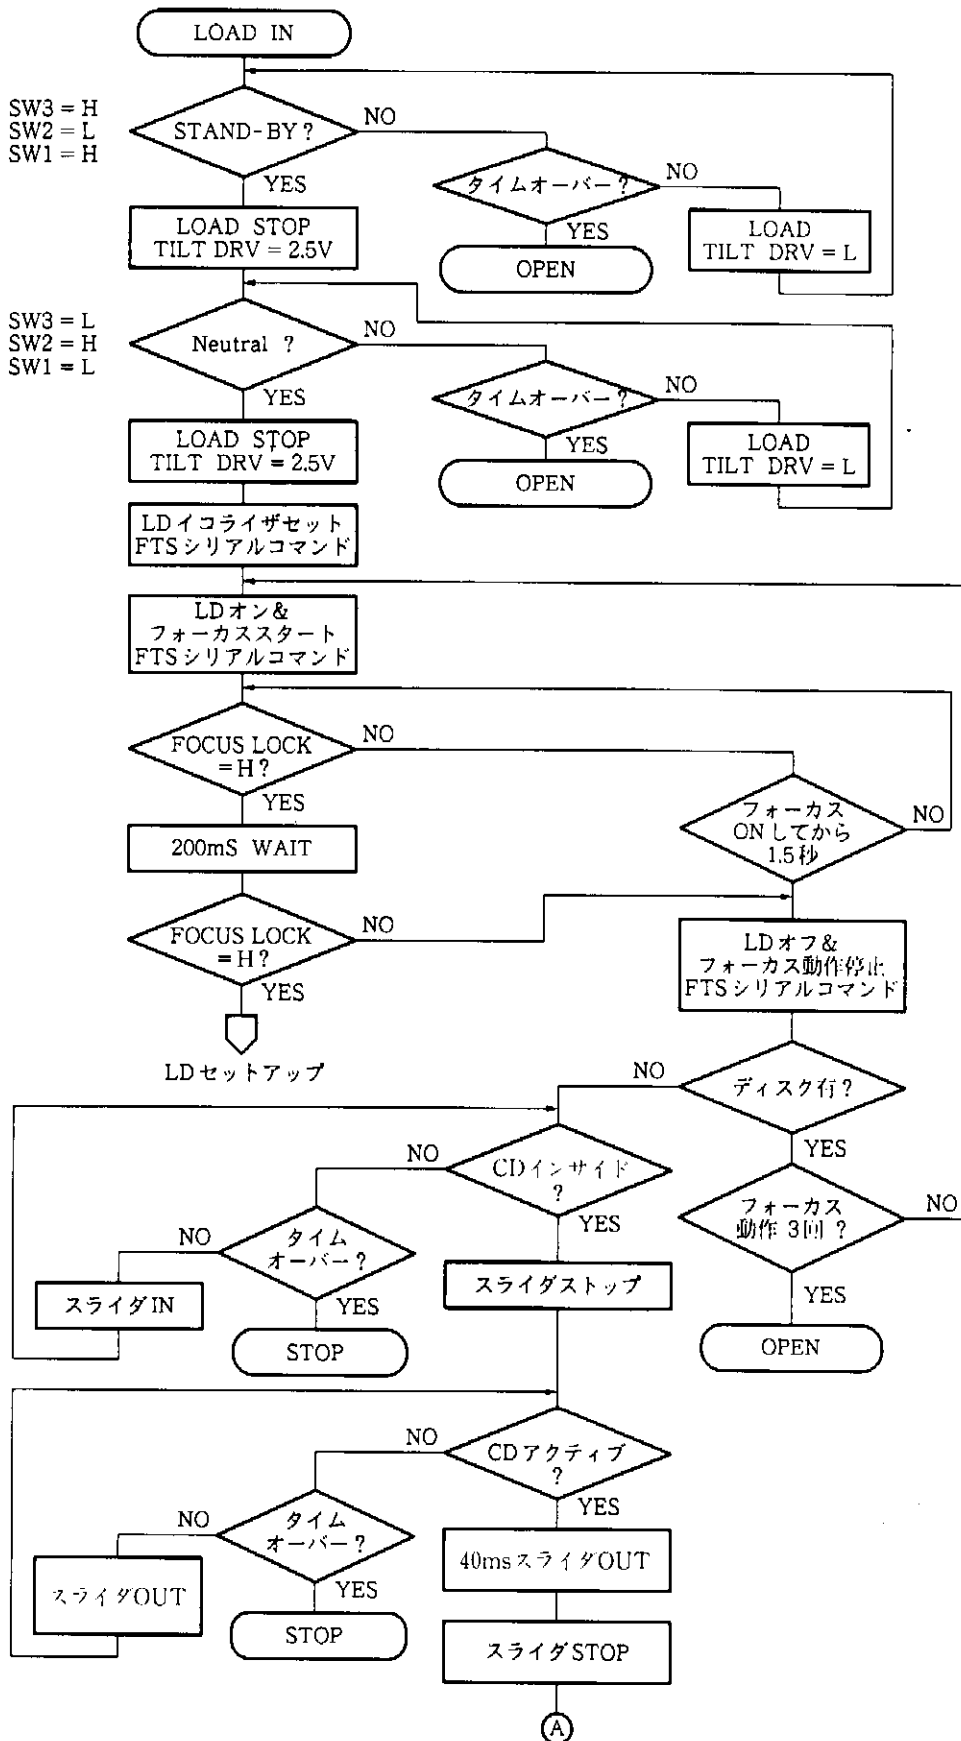 LOAD IN
SW3 = H
SW2 = L
SW1 = H
STAND-BY ?
NO
YES
タイムオーバー ?
NO
YES
LOAD STOP
TILT DRV = 2.5V
OPEN
LOAD
TILT DRV = L
SW3 = L
SW2 = H
SW1 = L
Neutral ?
NO
YES
タイムオーバー ?
NO
YES
LOAD STOP
TILT DRV = 2.5V
OPEN
LOAD
TILT DRV = L
LDイコライザセット
FTSシリアルコマンド
LDオン&
フォーカススタート
FTSシリアルコマンド
FOCUS LOCK
= H ?
NO
YES
フォーカス
ONしてから
1.5秒
NO
200mS WAIT
FOCUS LOCK
= H ?
NO
YES
LDオフ&
フォーカス動作停止
FTSシリアルコマンド
LDセットアップ
ディスク有?
NO
YES
CDインサイド
?
NO
YES
フォーカス
動作3回 ?
NO
YES
タイム
オーバー ?
NO
YES
スライダIN
スライダストップ
STOP
OPEN
CDアクティブ
?
NO
YES
タイム
オーバー ?
NO
YES
スライダOUT
40msスライダOUT
STOP
スライダSTOP
A